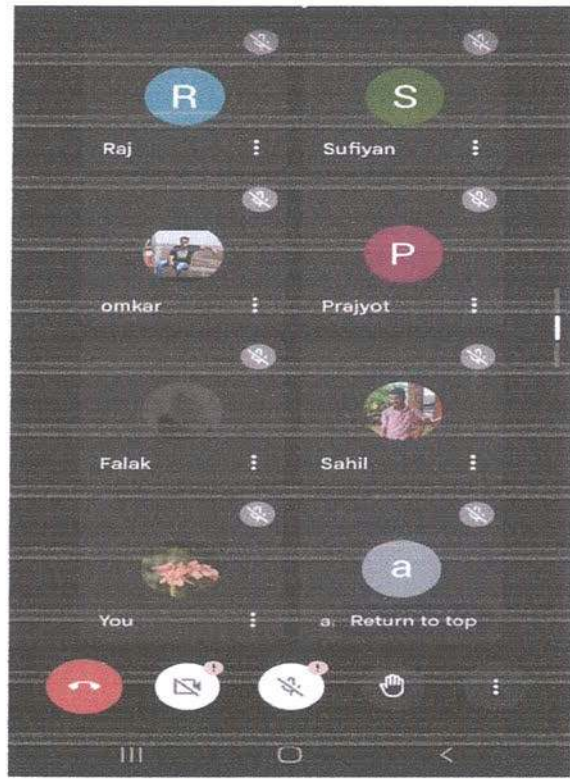 R S
Raj Sufiyan
P
omkar Prajyot
Falak Sahil
a
You a. Return to top